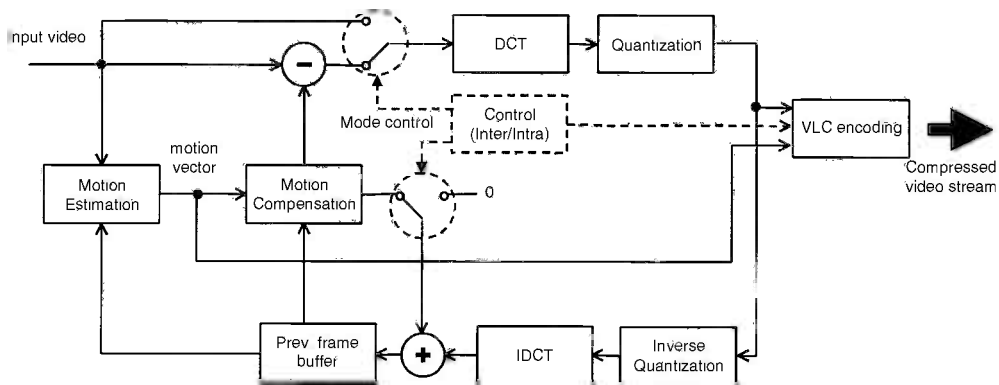 Input video
DCT
Quantization
Mode control
Control
(Inter/Intra)
VLC encoding
Compressed
video stream
motion
vector
Motion
Estimation
Motion
Compensation
0
Prev frame
buffer
+
IDCT
Inverse
Quantization